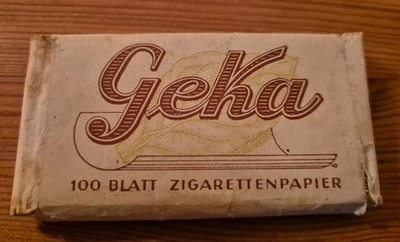 GeKa
100 BLATT ZIGARETTENPAPIER